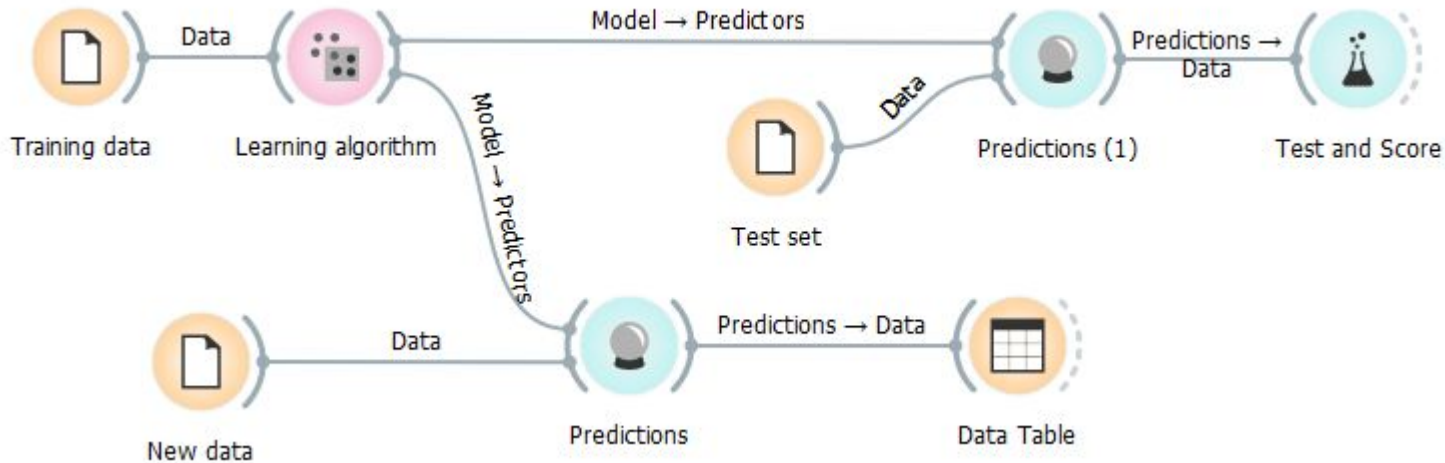 Model → Predictors
Data
Predictions →
Data
Data
Training data
Learning algorithm
Predictions (1)
Test and Score
Model → Predictors
Test set
Data
Predictions → Data
New data
Predictions
Data Table